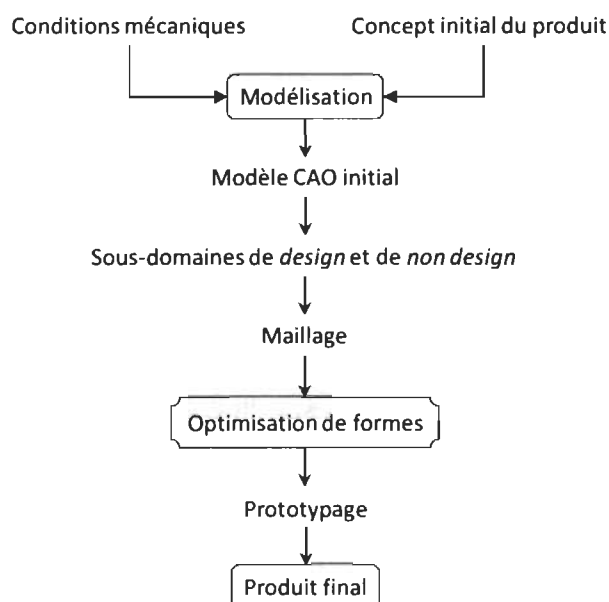 Conditions mécaniques
Concept initial du produit
Modélisation
Modèle CAO initial
Sous-domaines de design et de non design
Maillage
Optimisation de formes
Prototypage
Produit final